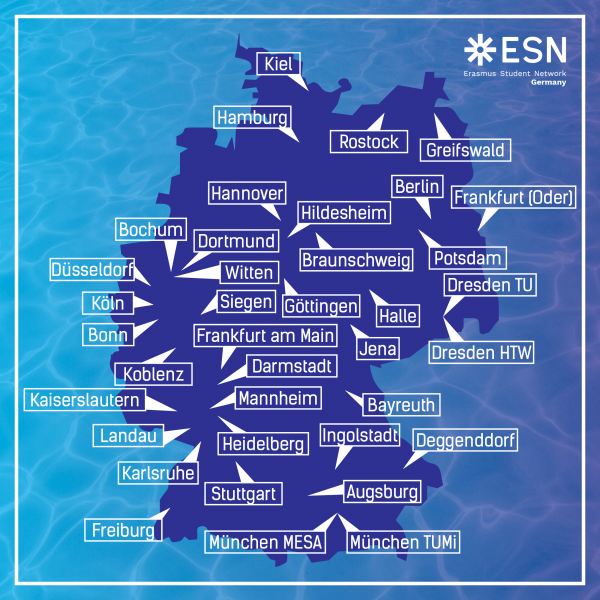 ESN
Erasmus Student Network
Germany
Kiel
Hamburg
Rostock
Greifswald
Hannover
Berlin
Frankfurt (Oder)
Hildesheim
Bochum
Dortmund
Braunschweig
Potsdam
Düsseldorf
Witten
Dresden TU
Köln
Siegen
Göttingen
Halle
Bonn
Frankfurt am Main
Jena
Dresden HTW
Koblenz
Darmstadt
Kaiserslautern
Mannheim
Bayreuth
Landau
Heidelberg
Ingolstadt
Deggenddorf
Karlsruhe
Stuttgart
Augsburg
Freiburg
München MESA
München TUMi